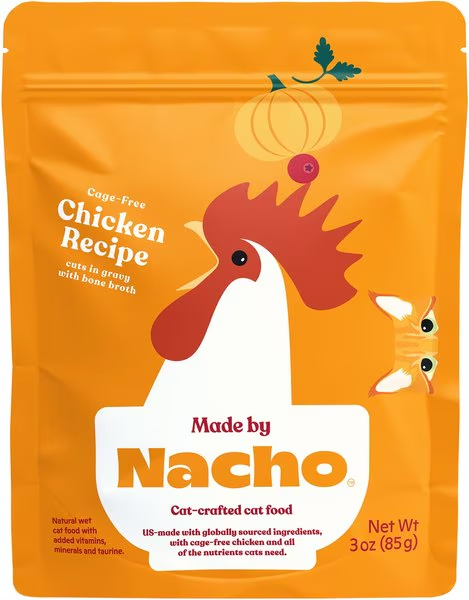 Cage-Free
Chicken
Recipe
cuts in gravy
with bone broth
Made by
Nacho
Cat-crafted cat food
US-made with globally sourced ingredients,
with cage-free chicken and all
of the nutrients cats need.
Natural wet
cat food with
added vitamins,
minerals and taurine.
Net Wt
3 oz (85 g)